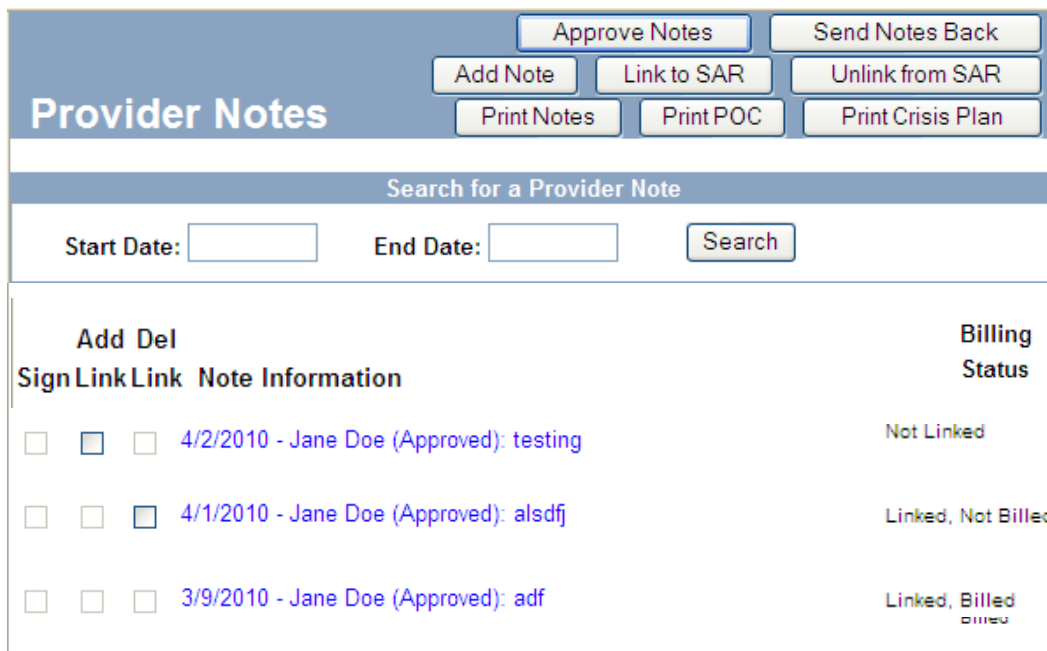 Approve Notes Send Notes Back
Add Note Link to SAR Unlink from SAR
Provider Notes Print Notes Print POC Print Crisis Plan
Search for a Provider Note
Start Date: End Date: Search
Add Del Billing
Sign Link Link Note Information Status
4/2/2010 - Jane Doe (Approved): testing Not Linked
4/1/2010 - Jane Doe (Approved): alsdfj Linked, Not Billed
3/9/2010 - Jane Doe (Approved): adf Linked, Billed
Billed